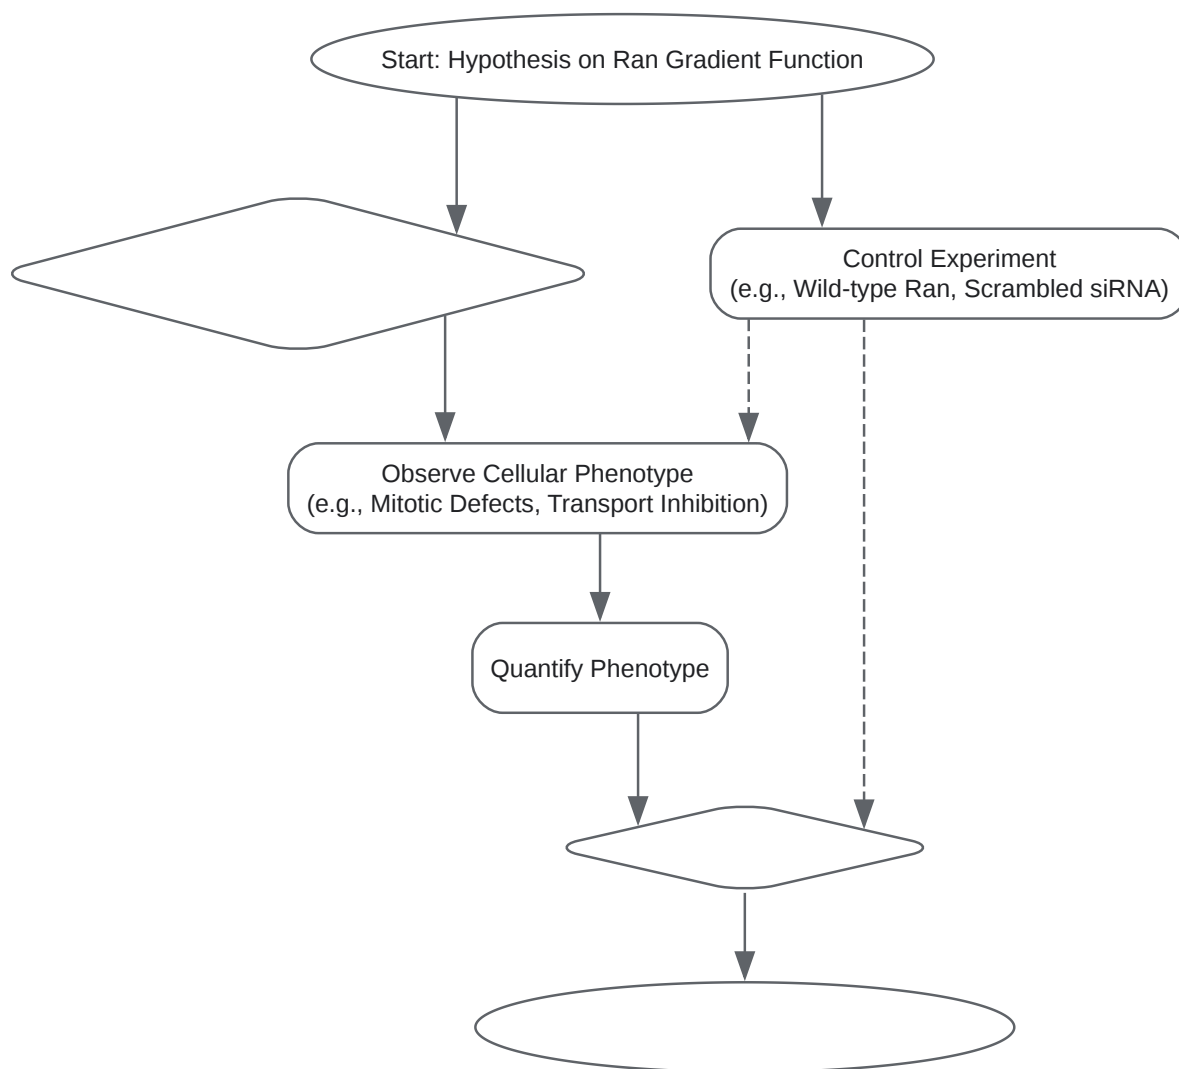 Start: Hypothesis on Ran Gradient Function
Control Experiment
(e.g., Wild-type Ran, Scrambled siRNA)
Observe Cellular Phenotype
(e.g., Mitotic Defects, Transport Inhibition)
Quantify Phenotype